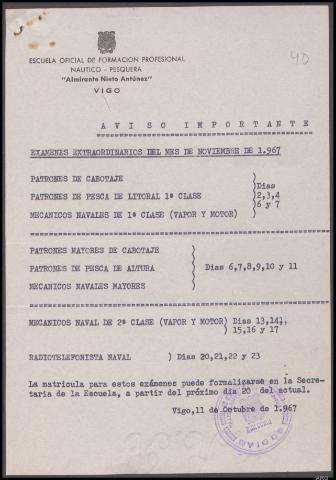 40
ESCUELA OFICIAL DE FORMACION PROFESIONAL
NAUTICO - PESQUERA
"Almirante Nieto Antúnez"
VIGO
A V I S O   I M P O R T A N T E
EXAMENES EXTRAORDINARIOS DEL MES DE NOVIEMBRE DE 1.967
PATRONES DE CABOTAJE )
Dias
PATRONES DE PESCA DE LITORAL 1ª CLASE ) 2,3,4
6 y 7
MECANICOS NAVALES DE 1ª CLASE (VAPOR Y MOTOR) )
PATRONES MAYORES DE CABOTAJE )
PATRONES DE PESCA DE ALTURA ) Dias 6,7,8,9,10 y 11
MECANICOS NAVALES MAYORES )
MECANICOS NAVAL DE 2ª CLASE (VAPOR Y MOTOR) Dias 13,14,
15,16 y 17
RADIOTELEFONISTA NAVAL ) Dias 20,21,22 y 23
La matricula para estos exámenes puede formalizarse en la Secre-
taria de la Escuela, a partir del próximo dia 20 del actual.
Vigo,11 de Octubre de 1.967